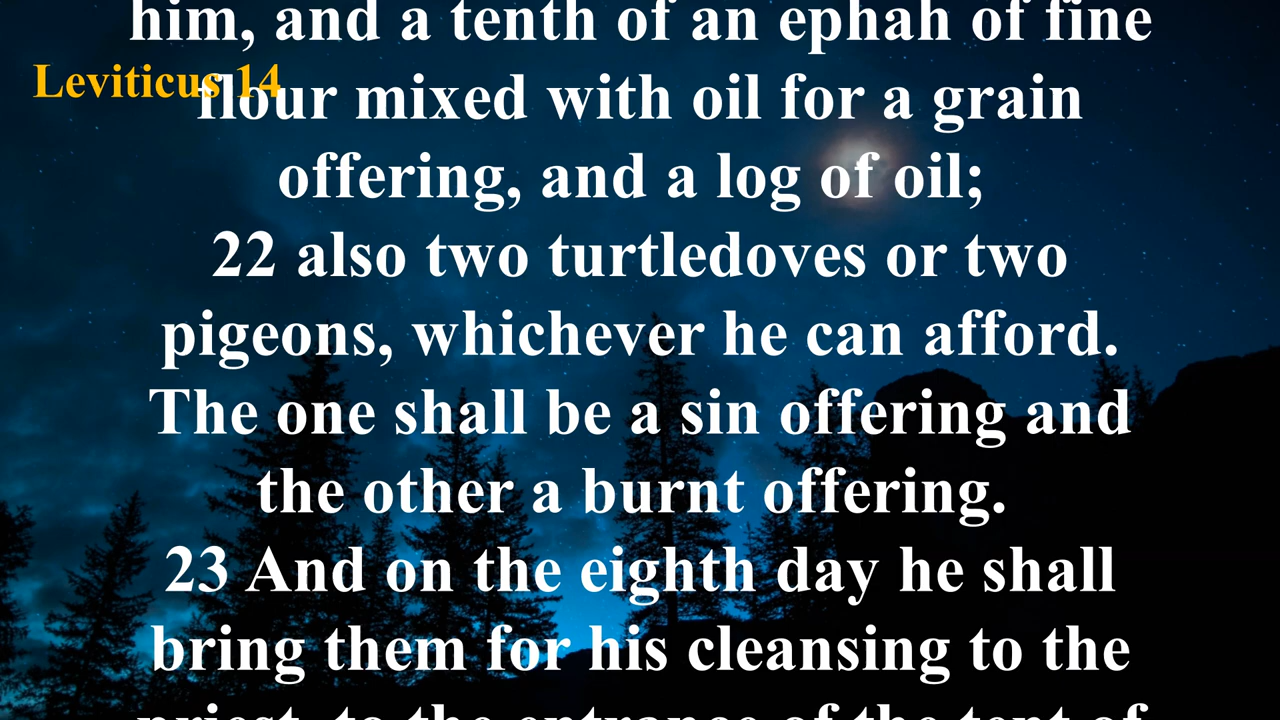 him, and a tenth of an ephah of fine
Leviticus 14
flour mixed with oil for a grain
offering, and a log of oil;
22 also two turtledoves or two
pigeons, whichever he can afford.
The one shall be a sin offering and
the other a burnt offering.
23 And on the eighth day he shall
bring them for his cleansing to the
priest, to the entrance of the tent of